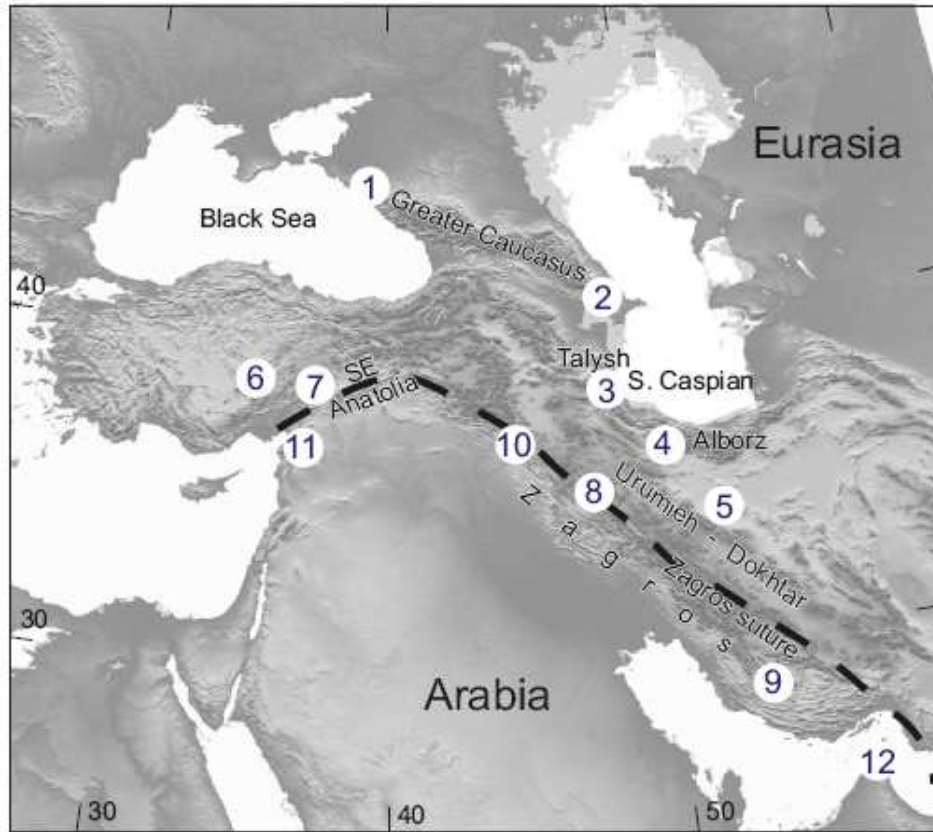 Eurasia
1
Greater Caucasus
Black Sea
2
40
Talysh
SE
Anatolia
6
7
3
S. Caspian
11
10
4
Alborz
Urumieh - Dokhtar
8
5
Zagros
Zagros suture
30
Arabia
9
12
30
40
50